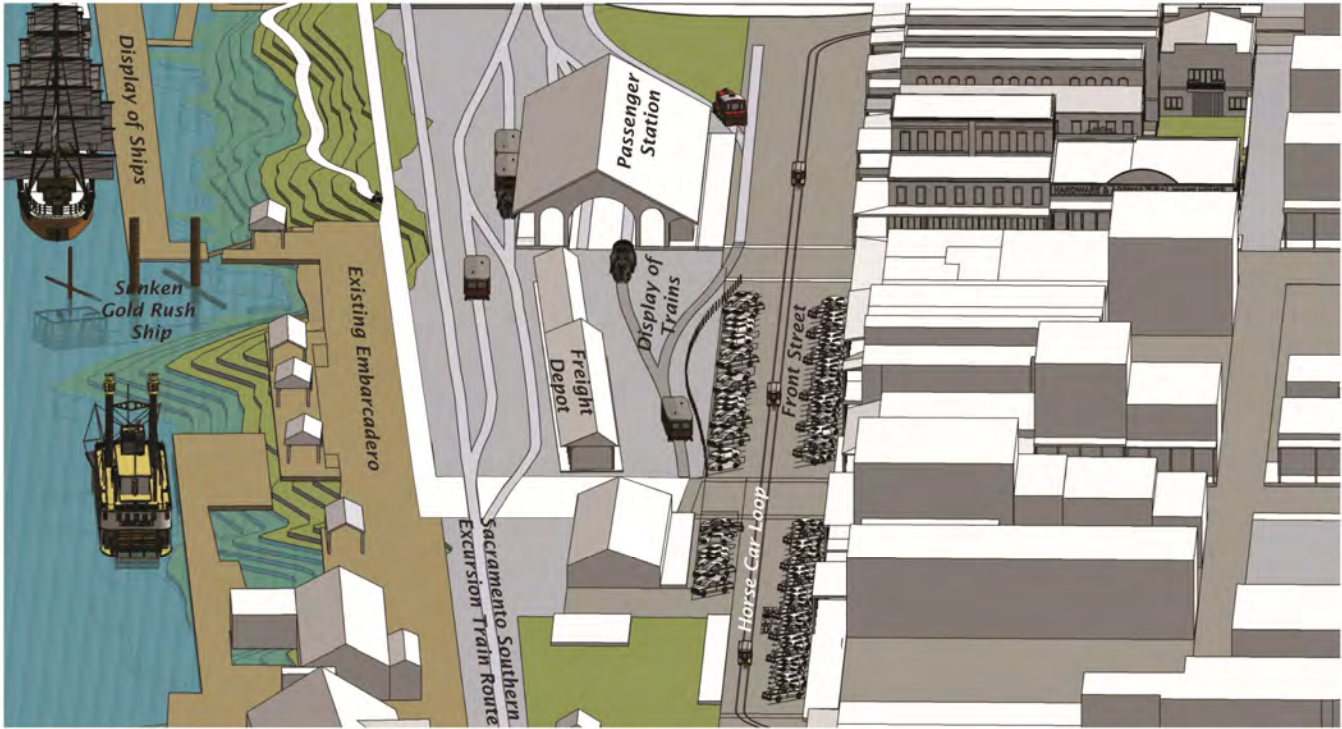 Display of Ships
Sunken
Gold Rush
Ship
Existing Embarcadero
Passenger
Station
Display of
Trains
Freight
Depot
Front Street
Horse Car Loop
Sacramento Southern
Excursion Train Route
HARDWARE &